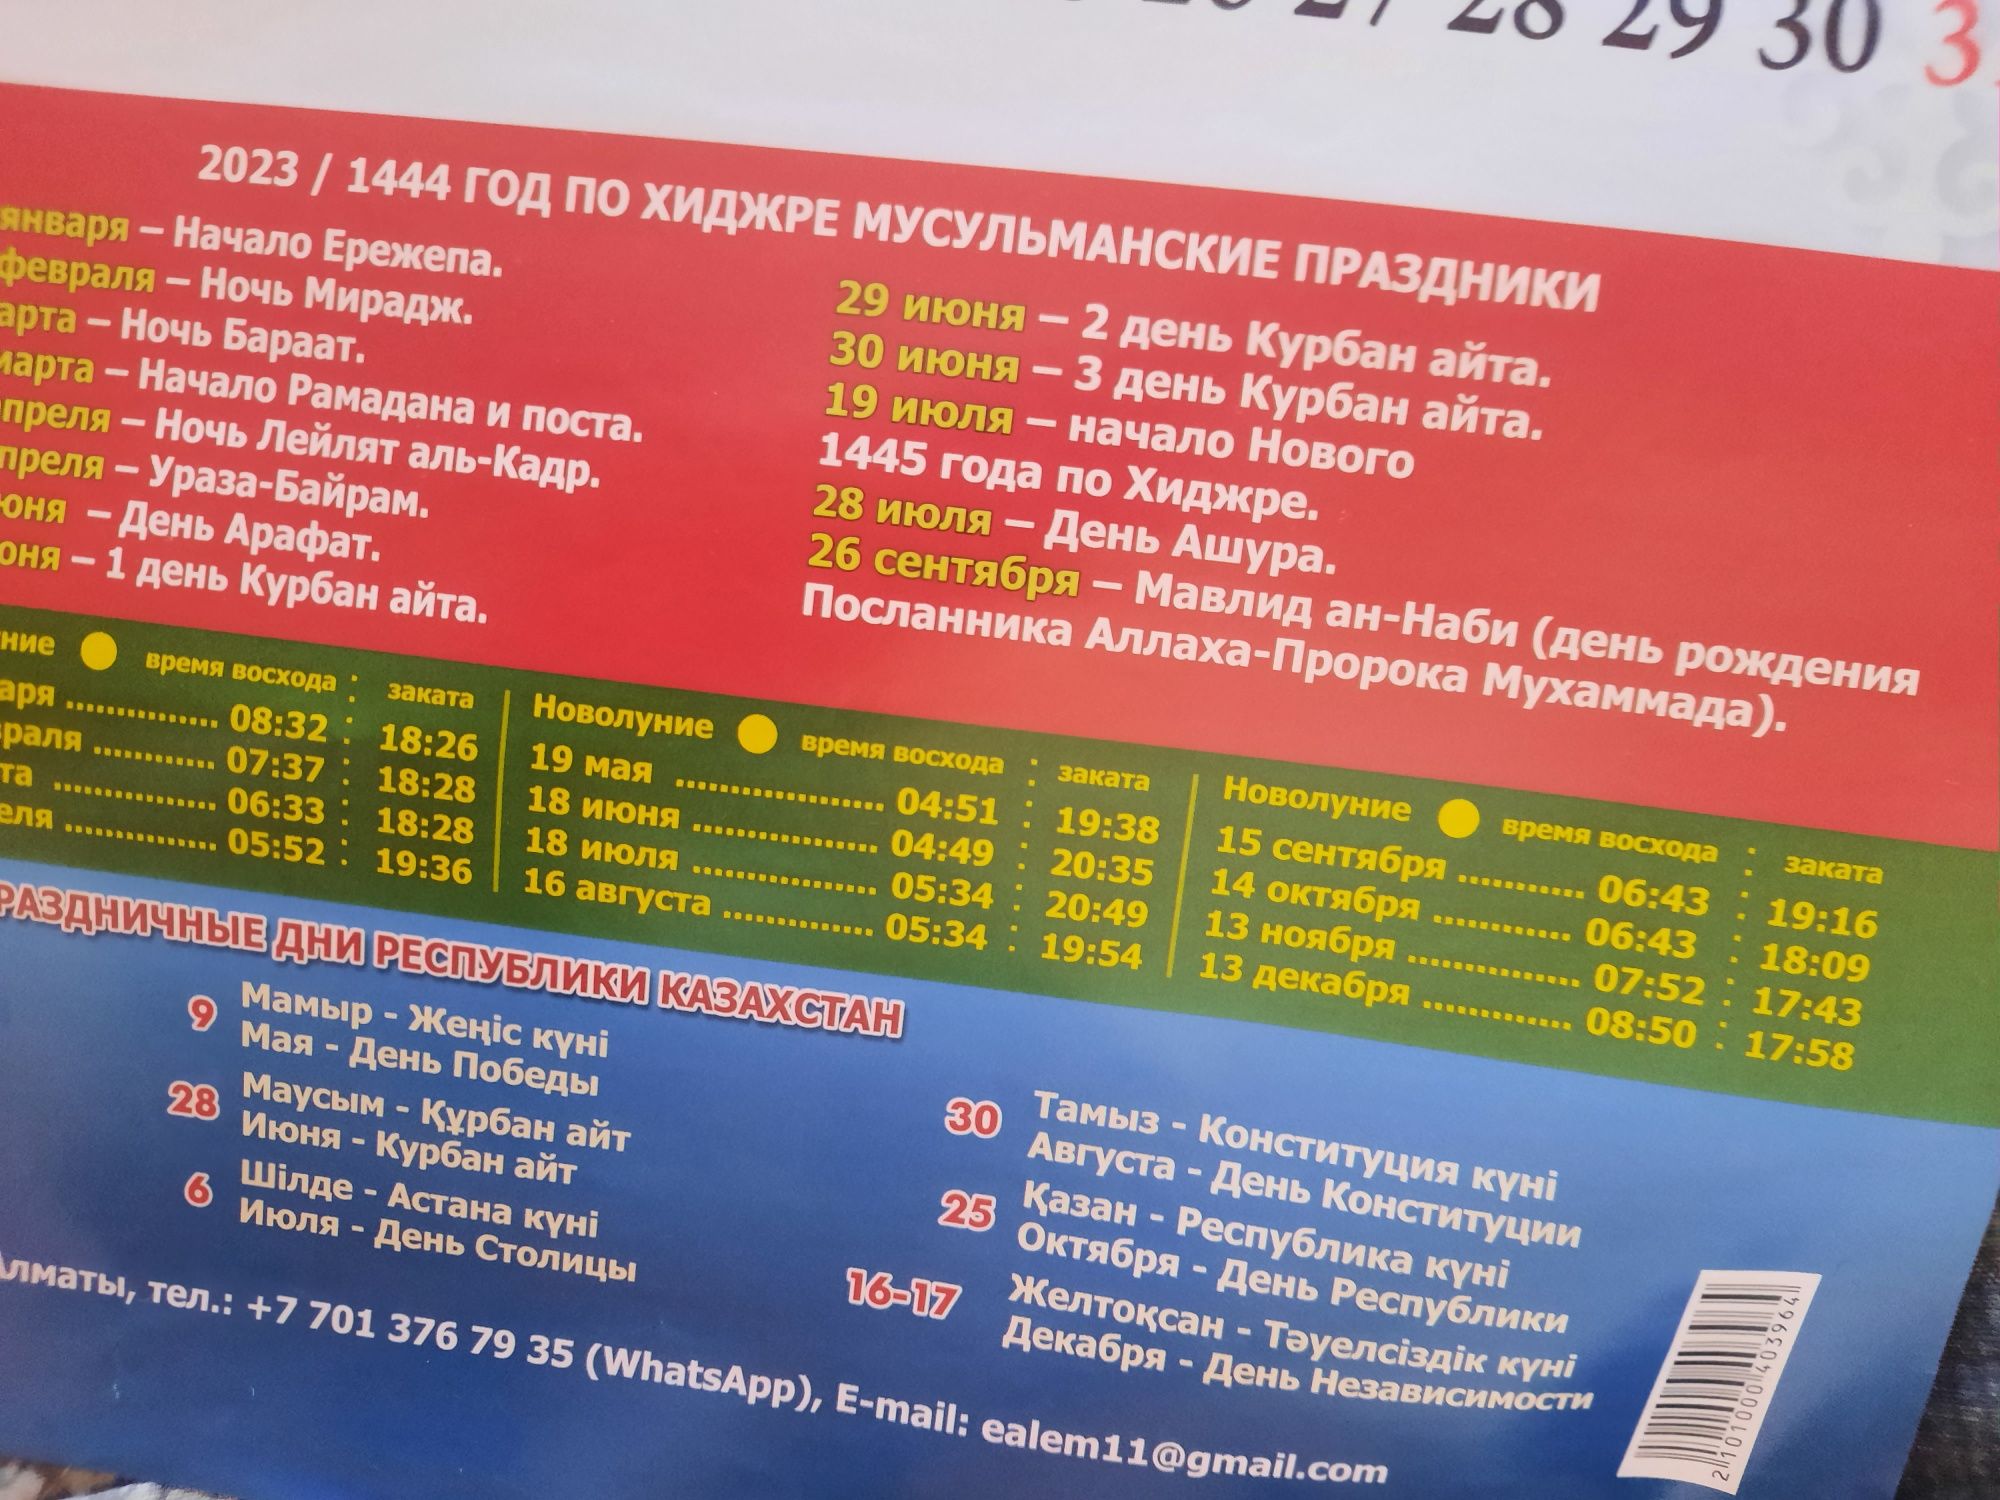 28 29 30
2023 / 1444 ГОД ПО ХИДЖРЕ МУСУЛЬМАНСКИЕ ПРАЗДНИКИ
января – Начало Ережепа.
февраля – Ночь Мирадж.
арта – Ночь Бараат.
марта – Начало Рамадана и поста.
преля – Ночь Лейлят аль-Кадр.
преля – Ураза-Байрам.
юня – День Арафат.
юня – 1 день Курбан айта.
29 июня – 2 день Курбан айта.
30 июня – 3 день Курбан айта.
19 июля – начало Нового
1445 года по Хиджре.
28 июля – День Ашура.
26 сентября – Мавлид ан-Наби (день рождения
Посланника Аллаха-Пророка Мухаммада).
ние время восхода : заката
аря .............. 08:32 : 18:26
враля ............ 07:37 : 18:28
та ................ 06:33 : 18:28
еля ............... 05:52 : 19:36
Новолуние время восхода : заката
19 мая .................... 04:51 : 19:38
18 июня .................. 04:49 : 20:35
18 июля .................. 05:34 : 20:49
16 августа .............. 05:34 : 19:54
Новолуние время восхода : заката
15 сентября ........... 06:43 : 19:16
14 октября ............ 06:43 : 18:09
13 ноября ............... 07:52 : 17:43
13 декабря ............. 08:50 : 17:58
РАЗДНИЧНЫЕ ДНИ РЕСПУБЛИКИ КАЗАХСТАН
9 Мамыр - Жеңіс күні
Мая - День Победы
28 Маусым - Құрбан айт
Июня - Курбан айт
6 Шілде - Астана күні
Июля - День Столицы
30 Тамыз - Конституция күні
Августа - День Конституции
25 Қазан - Республика күні
Октября - День Республики
16-17 Желтоқсан - Тәуелсіздік күні
Декабря - День Независимости
Алматы, тел.: +7 701 376 79 35 (WhatsApp), E-mail: ealem11@gmail.com
2 101000 403964